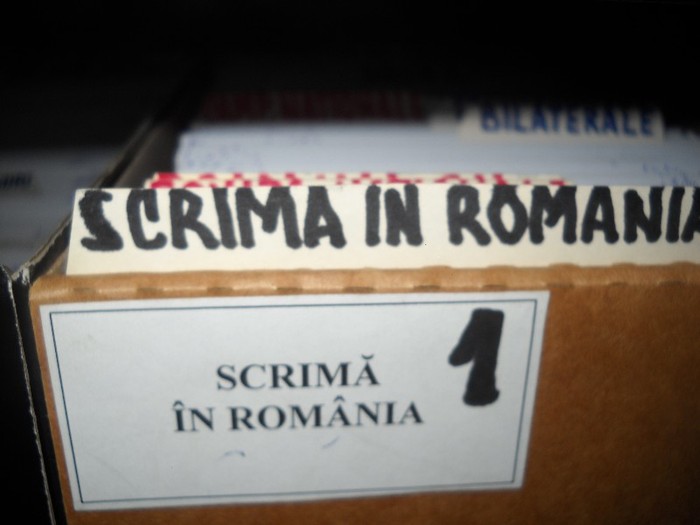 BILATERALE
SCRIMA IN ROMANIA
1
SCRIMĂ
ÎN ROMÂNIA